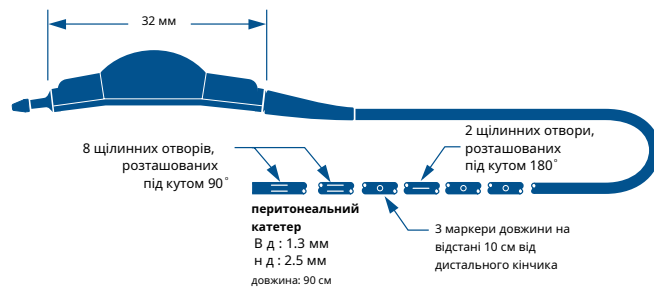 32 мм
8 щілинних отворів,
розташованих
під кутом 90˚
2 щілинних отвори,
розташованих
під кутом 180˚
перитонеальний
катетер
В д : 1.3 мм
н д : 2.5 мм
довжина: 90 см
3 маркери довжини на
відстані 10 см від
дистального кінчика